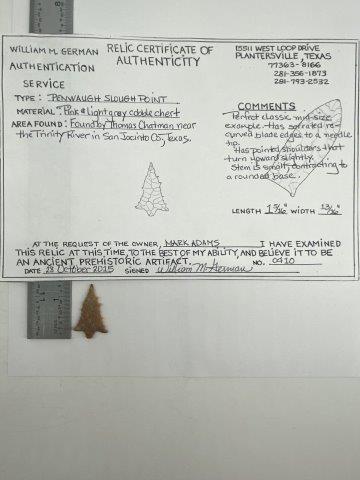 WILLIAM M. GERMAN
AUTHENTICATION
SERVICE
RELIC CERTIFICATE OF
AUTHENTICITY
15511 WEST LOOP DRIVE
PLANTERSVILLE, TEXAS
77363-8166
281-356-1873
281-793-2532
TYPE: PENWAUGH SLOUGH POINT
MATERIAL: Pink & Light grey cobble chert
AREA FOUND: Found by Thomas Chatman near
the Trinity River in San Jacinto Co, Texas.
COMMENTS
Perfect classic mid-size
example. Has serrated re-
curved blade edges to a needle
tip.
Has pointed shoulders that
turn upward slightly.
Stem is small, contracting to
a rounded base.
LENGTH 1 5/16" WIDTH 13/16"
AT THE REQUEST OF THE OWNER, MARK ADAMS I HAVE EXAMINED
THIS RELIC AT THIS TIME, TO THE BEST OF MY ABILITY, AND BELIEVE IT TO BE
AN ANCIENT PREHISTORIC ARTIFACT. NO. 0410
DATE 28 October 2015 SIGNED William M German